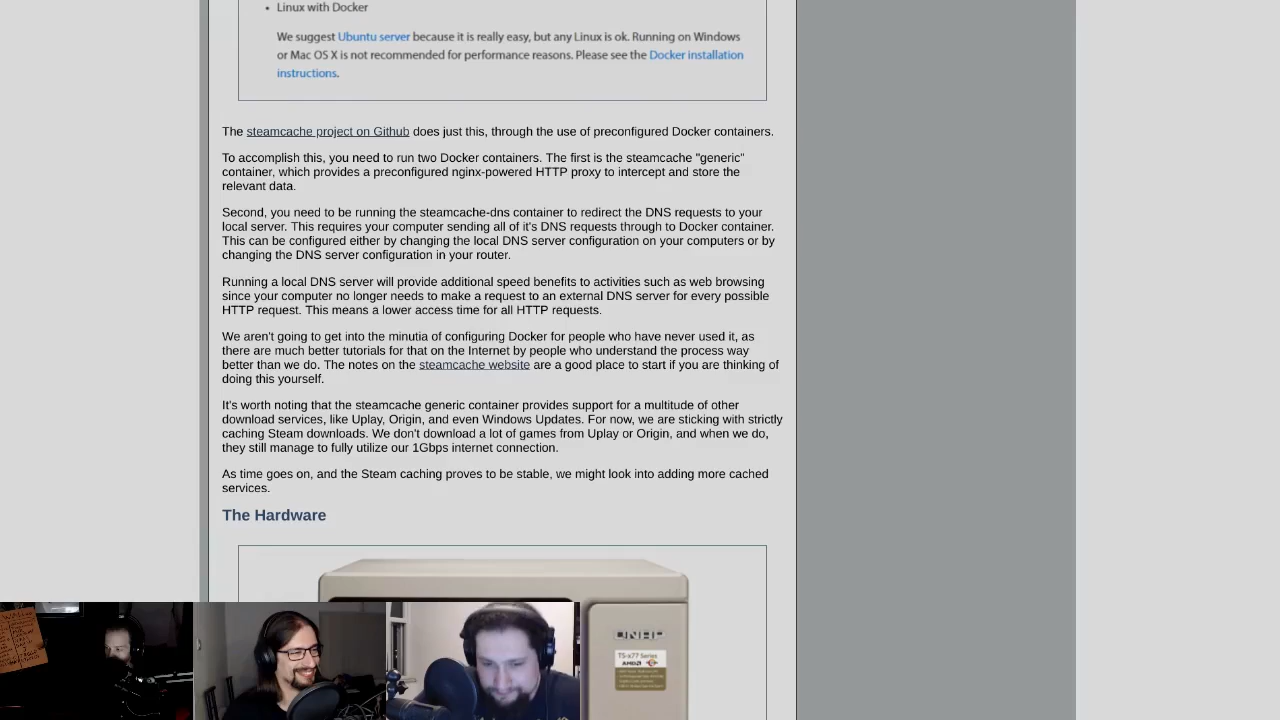 Linux with Docker
We suggest Ubuntu server because it is really easy, but any Linux is ok. Running on Windows
or Mac OS X is not recommended for performance reasons. Please see the Docker installation
instructions.
The steamcache project on Github does just this, through the use of preconfigured Docker containers.
To accomplish this, you need to run two Docker containers. The first is the steamcache "generic"
container, which provides a preconfigured nginx-powered HTTP proxy to intercept and store the
relevant data.
Second, you need to be running the steamcache-dns container to redirect the DNS requests to your
local server. This requires your computer sending all of it's DNS requests through to Docker container.
This can be configured either by changing the local DNS server configuration on your computers or by
changing the DNS server configuration in your router.
Running a local DNS server will provide additional speed benefits to activities such as web browsing
since your computer no longer needs to make a request to an external DNS server for every possible
HTTP request. This means a lower access time for all HTTP requests.
We aren't going to get into the minutia of configuring Docker for people who have never used it, as
there are much better tutorials for that on the Internet by people who understand the process way
better than we do. The notes on the steamcache website are a good place to start if you are thinking of
doing this yourself.
It's worth noting that the steamcache generic container provides support for a multitude of other
download services, like Uplay, Origin, and even Windows Updates. For now, we are sticking with strictly
caching Steam downloads. We don't download a lot of games from Uplay or Origin, and when we do,
they still manage to fully utilize our 1Gbps internet connection.
As time goes on, and the Steam caching proves to be stable, we might look into adding more cached
services.
The Hardware
QNAP
TS-x77 Series
AMD